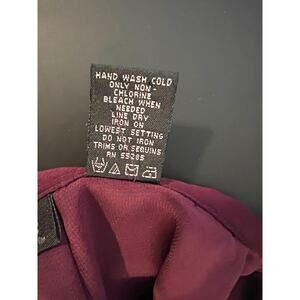 HAND WASH COLD
ONLY NON-
CHLORINE
BLEACH WHEN
NEEDED
LINE DRY
IRON ON
LOWEST SETTING
DO NOT IRON
TRIMS OR SEQUINS
RN 55285